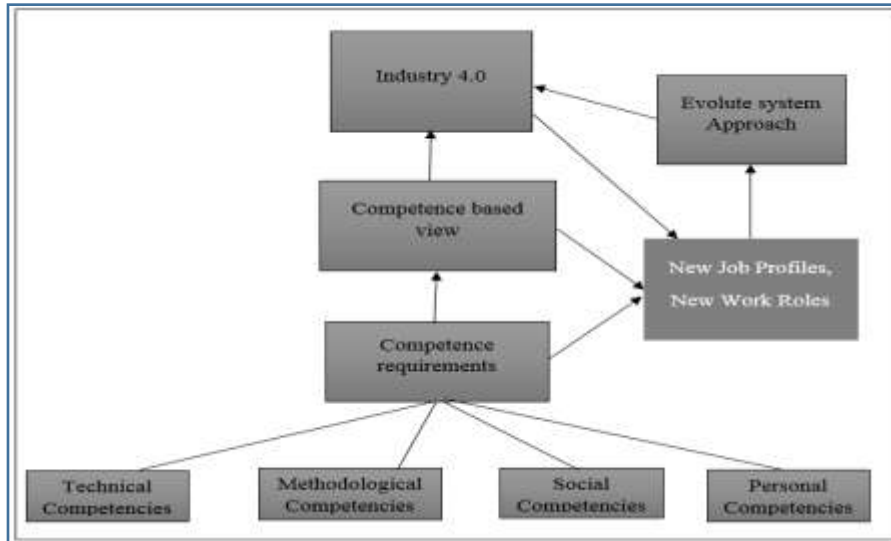 Industry 4.0
Evolute system
Approach
Competence based
view
New Job Profiles,
New Work Roles
Competence
requirements
Technical
Competencies
Methodological
Competencies
Social
Competencies
Personal
Competencies